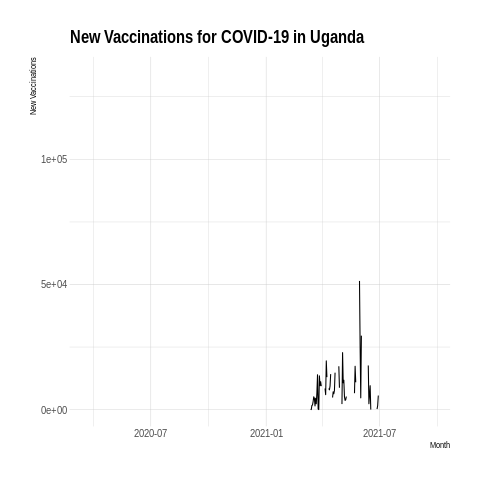 New Vaccinations for COVID-19 in Uganda
New Vaccinations
1e+05
5e+04
0e+00
2020-07
2021-01
2021-07
Month